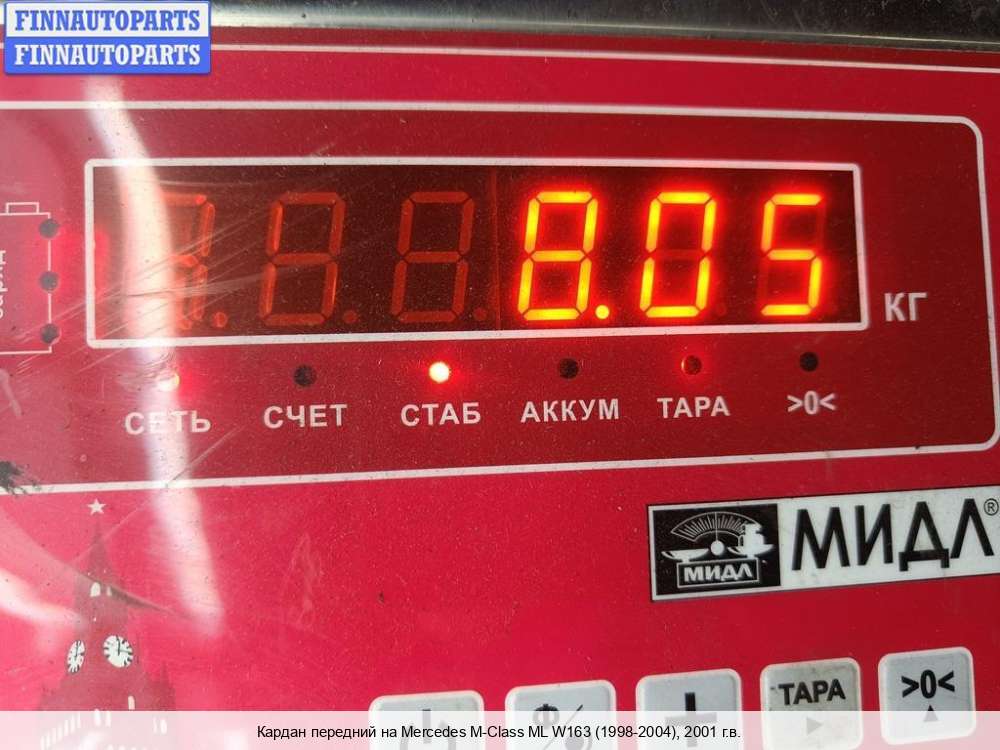 FINNAUTOPARTS
FINNAUTOPARTS
8.05
КГ
СЕТЬ
СЧЕТ
СТАБ
АККУМ
ТАРА
>0<
МИДЛ
МИДЛ®
ТАРА
>0<
Кардан передний на Mercedes M-Class ML W163 (1998-2004), 2001 г.в.